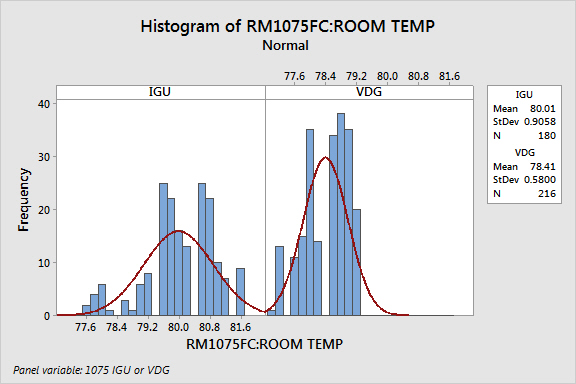 Histogram of RM1075FC:ROOM TEMP
Normal
77.6 78.4 79.2 80.0 80.8 81.6
IGU VDG
40
30
20
10
0
Frequency
77.6 78.4 79.2 80.0 80.8 81.6
RM1075FC:ROOM TEMP
IGU
Mean 80.01
StDev 0.9058
N 180
VDG
Mean 78.41
StDev 0.5800
N 216
Panel variable: 1075 IGU or VDG